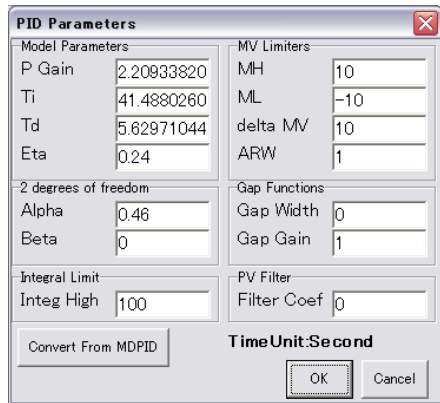 PID Parameters
Model Parameters
P Gain 2.20933820
Ti 41.4880260
Td 5.62971044
Eta 0.24
MV Limiters
MH 10
ML -10
delta MV 10
ARW 1
2 degrees of freedom
Alpha 0.46
Beta 0
Gap Functions
Gap Width 0
Gap Gain 1
Integral Limit
Integ High 100
PV Filter
Filter Coef 0
Convert From MDPID
TimeUnit:Second
OK Cancel